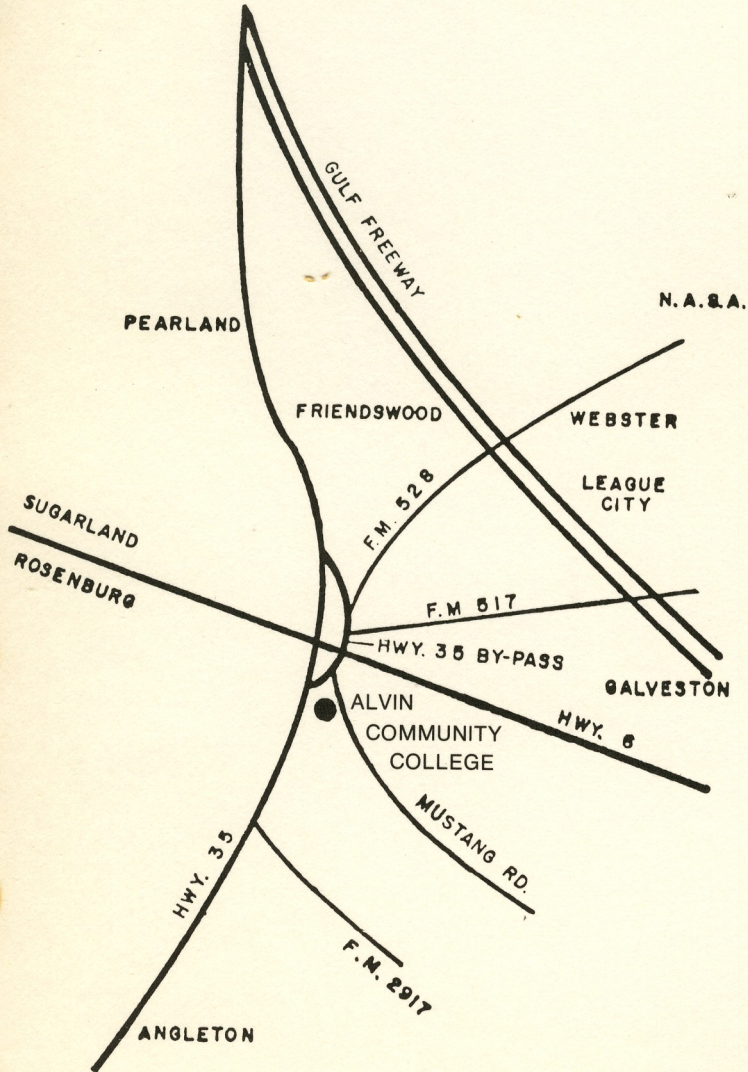 GULF FREEWAY
N.A.S.A.
PEARLAND
FRIENDSWOOD
WEBSTER
LEAGUE
CITY
F.M. 528
SUGARLAND
ROSENBURG
F.M 517
HWY. 35 BY-PASS
GALVESTON
ALVIN
COMMUNITY
COLLEGE
HWY. 6
MUSTANG RD.
HWY. 35
F.M. 2917
ANGLETON